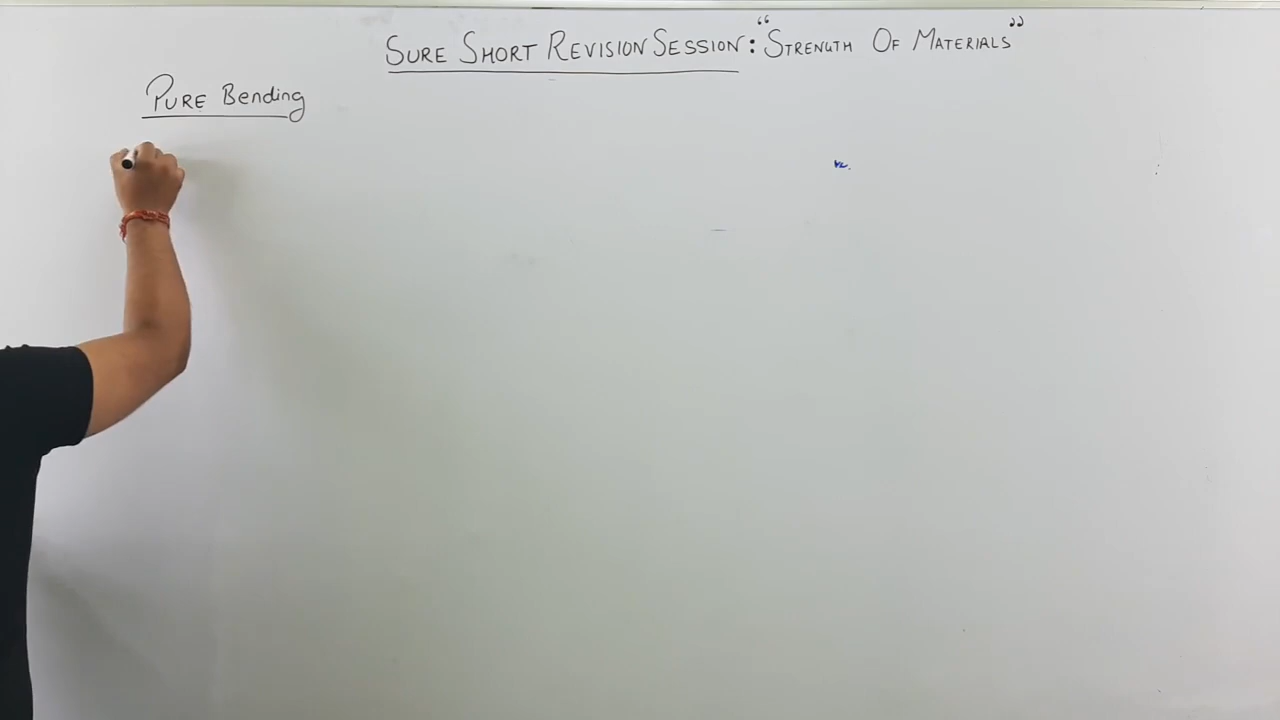 SURE SHORT REVISION SESSION : "STRENGTH OF MATERIALS"
PURE Bending